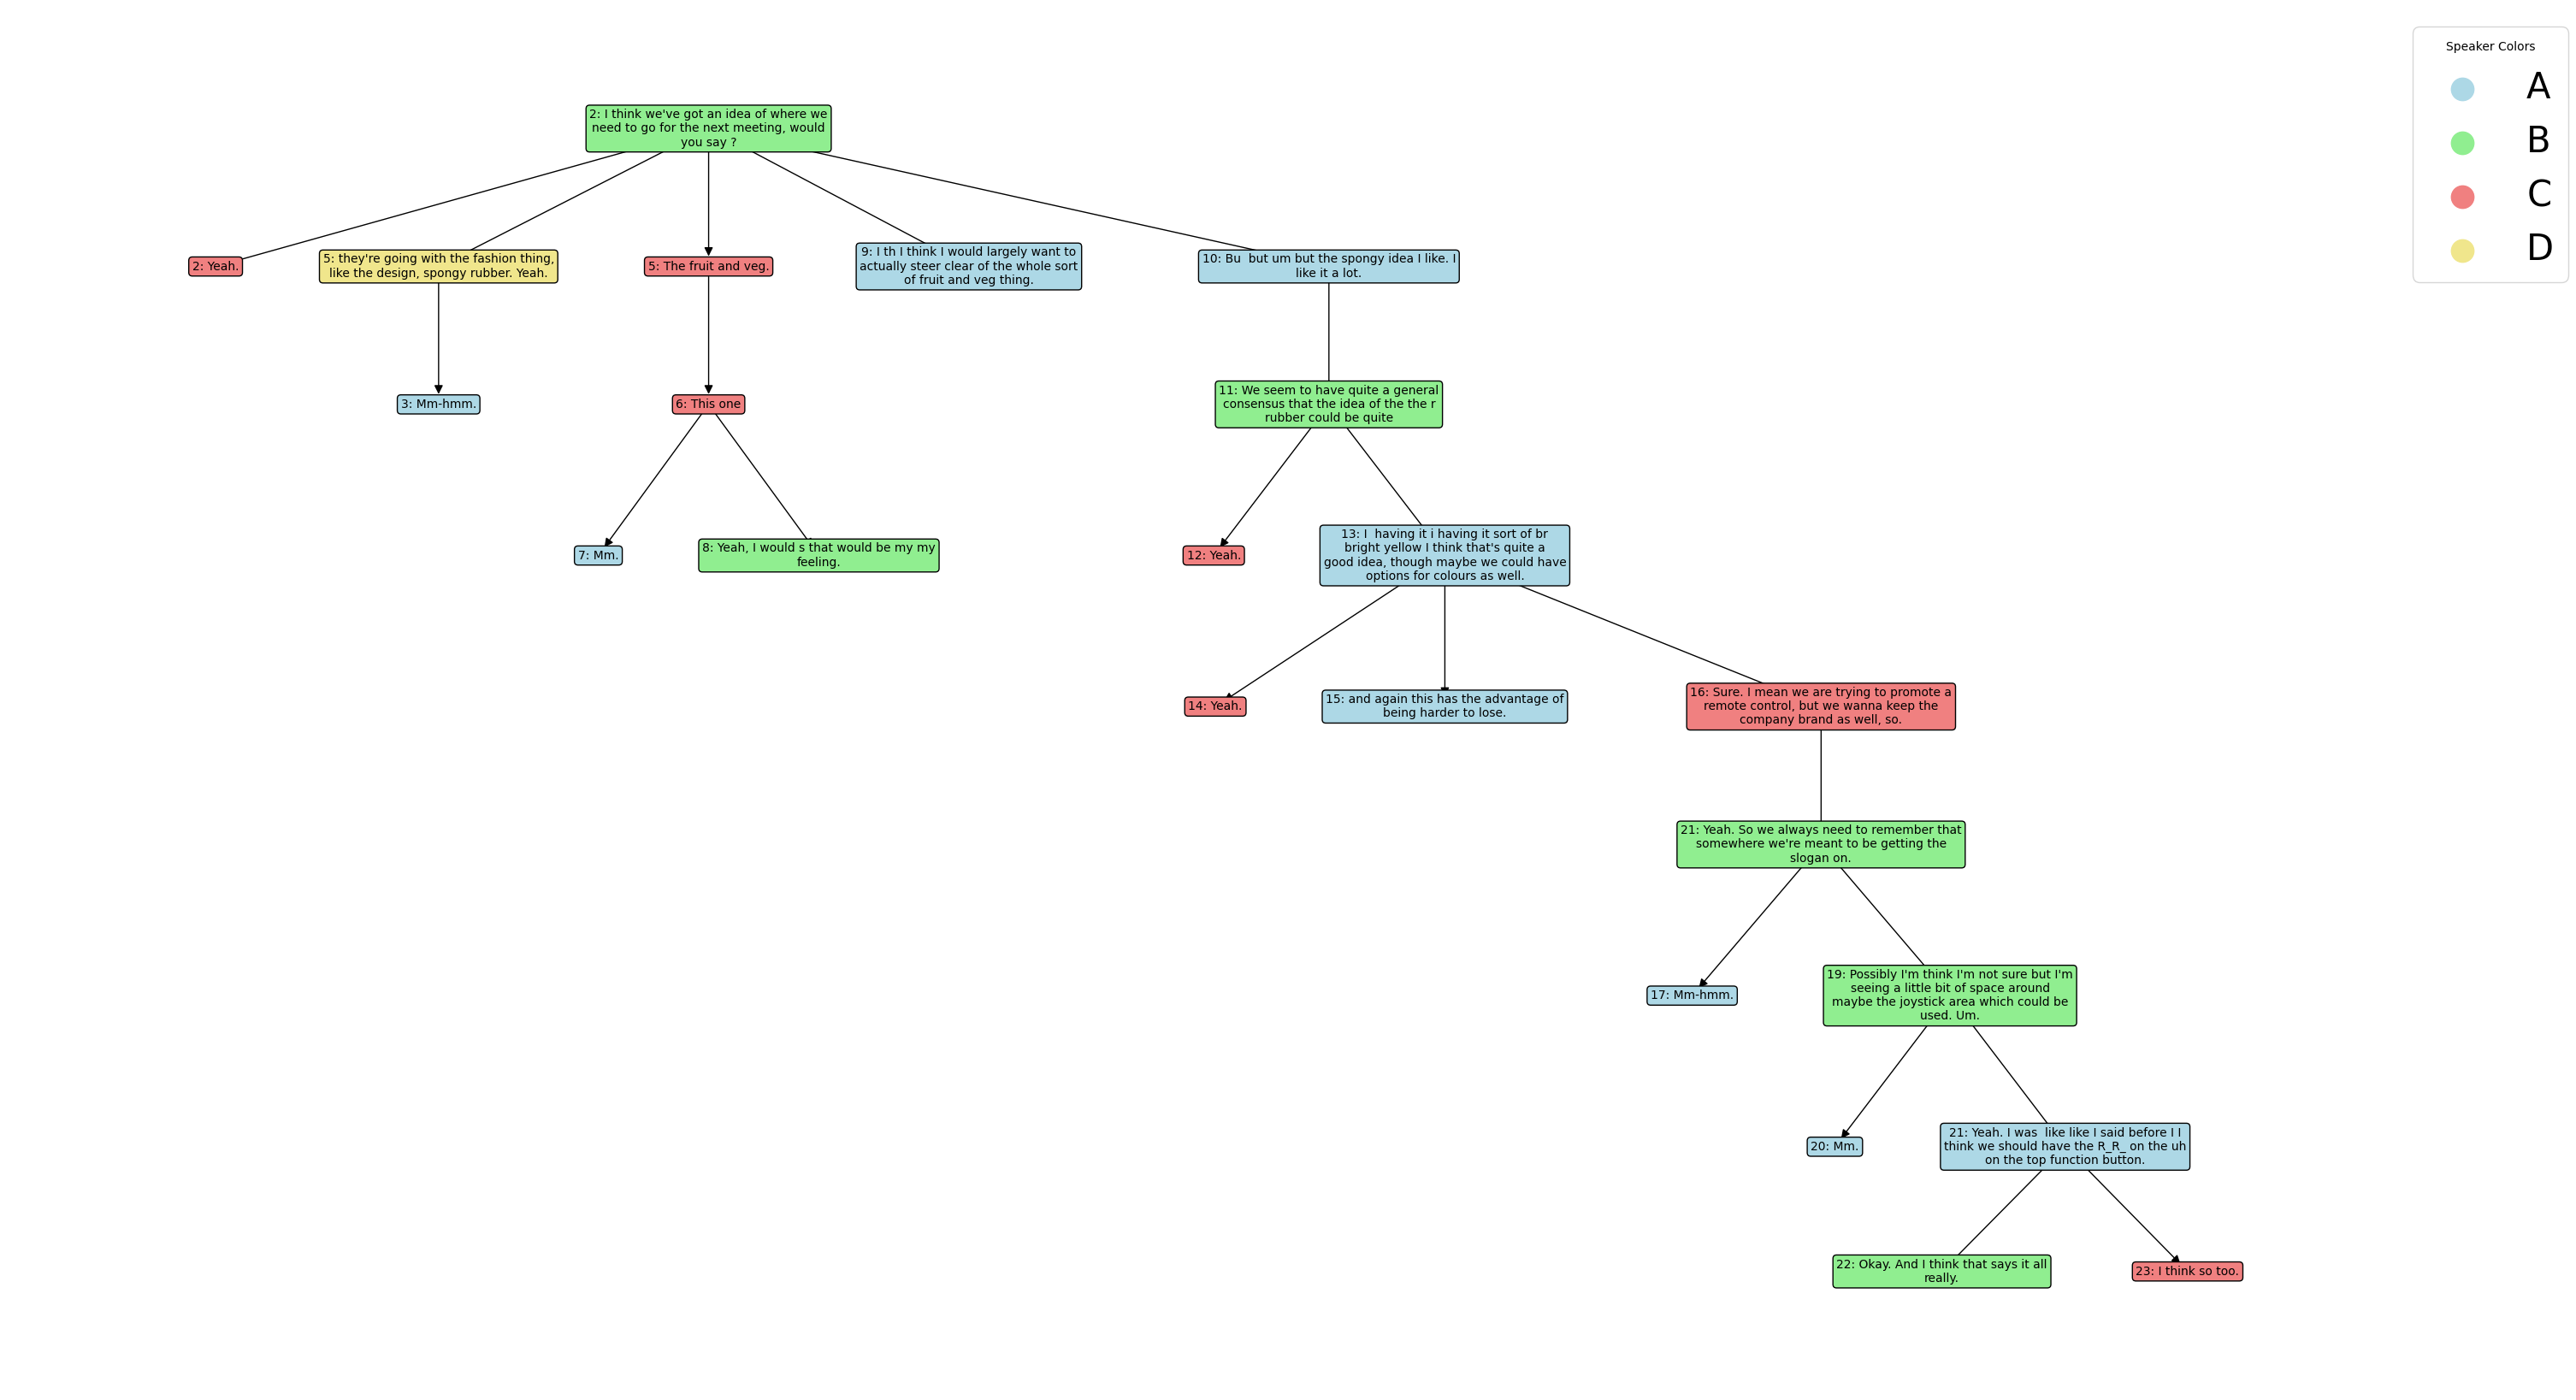 Speaker Colors
A
B
C
D
2: I think we've got an idea of where we
need to go for the next meeting, would
you say ?
2: Yeah.
5: they're going with the fashion thing,
like the design, spongy rubber. Yeah.
5: The fruit and veg.
9: I th I think I would largely want to
actually steer clear of the whole sort
of fruit and veg thing.
10: Bu  but um but the spongy idea I like. I
like it a lot.
3: Mm-hmm.
6: This one
11: We seem to have quite a general
consensus that the idea of the the r
rubber could be quite
7: Mm.
8: Yeah, I would s that would be my my
feeling.
12: Yeah.
13: I  having it i having it sort of br
bright yellow I think that's quite a
good idea, though maybe we could have
options for colours as well.
14: Yeah.
15: and again this has the advantage of
being harder to lose.
16: Sure. I mean we are trying to promote a
remote control, but we wanna keep the
company brand as well, so.
21: Yeah. So we always need to remember that
somewhere we're meant to be getting the
slogan on.
17: Mm-hmm.
19: Possibly I'm think I'm not sure but I'm
seeing a little bit of space around
maybe the joystick area which could be
used. Um.
20: Mm.
21: Yeah. I was  like like I said before I I
think we should have the R_R_ on the uh
on the top function button.
22: Okay. And I think that says it all
really.
23: I think so too.